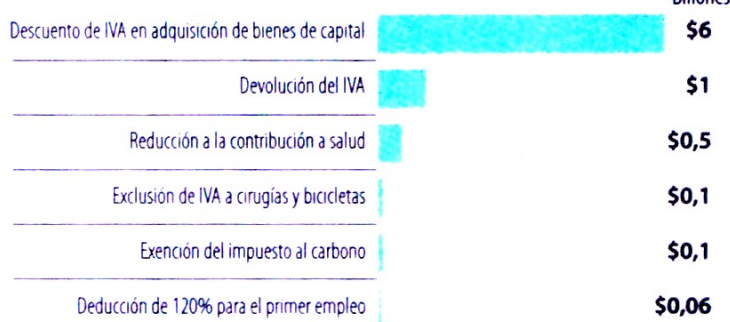 Billones
Descuento de IVA en adquisición de bienes de capital $6
Devolución del IVA $1
Reducción a la contribución a salud $0,5
Exclusión de IVA a cirugías y bicicletas $0,1
Exención del impuesto al carbono $0,1
Deducción de 120% para el primer empleo $0,06